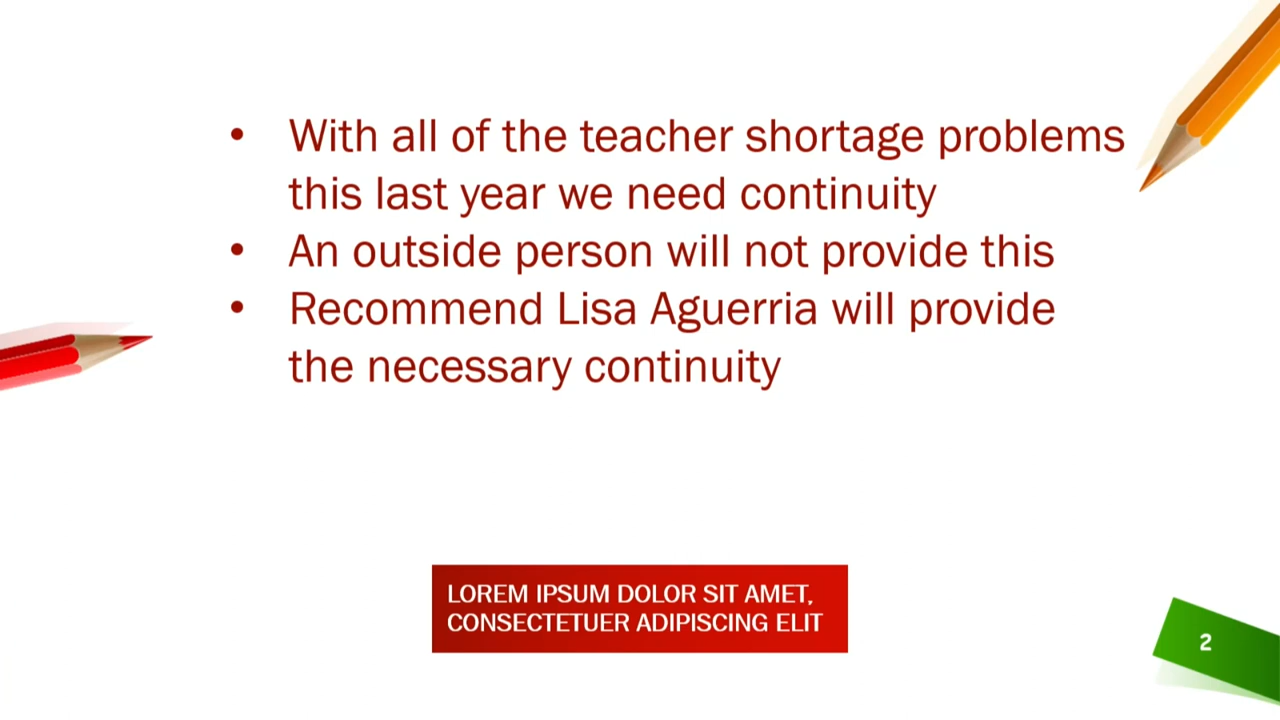 • With all of the teacher shortage problems
this last year we need continuity
• An outside person will not provide this
• Recommend Lisa Aguerria will provide
the necessary continuity
LOREM IPSUM DOLOR SIT AMET,
CONSECTETUER ADIPISCING ELIT
2